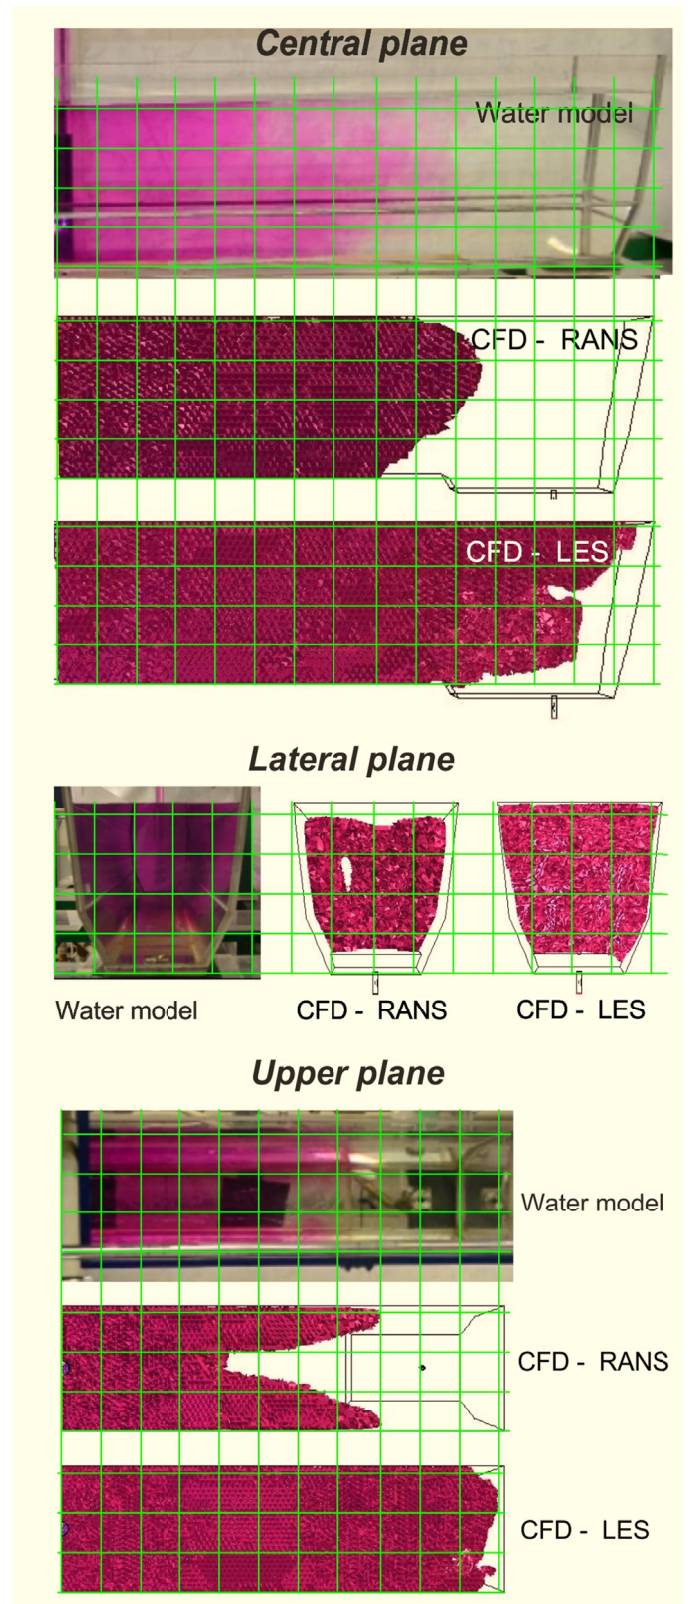 Central plane
Water model
CFD - RANS
CFD - LES
Lateral plane
Water model
CFD - RANS
CFD - LES
Upper plane
Water model
CFD - RANS
CFD - LES